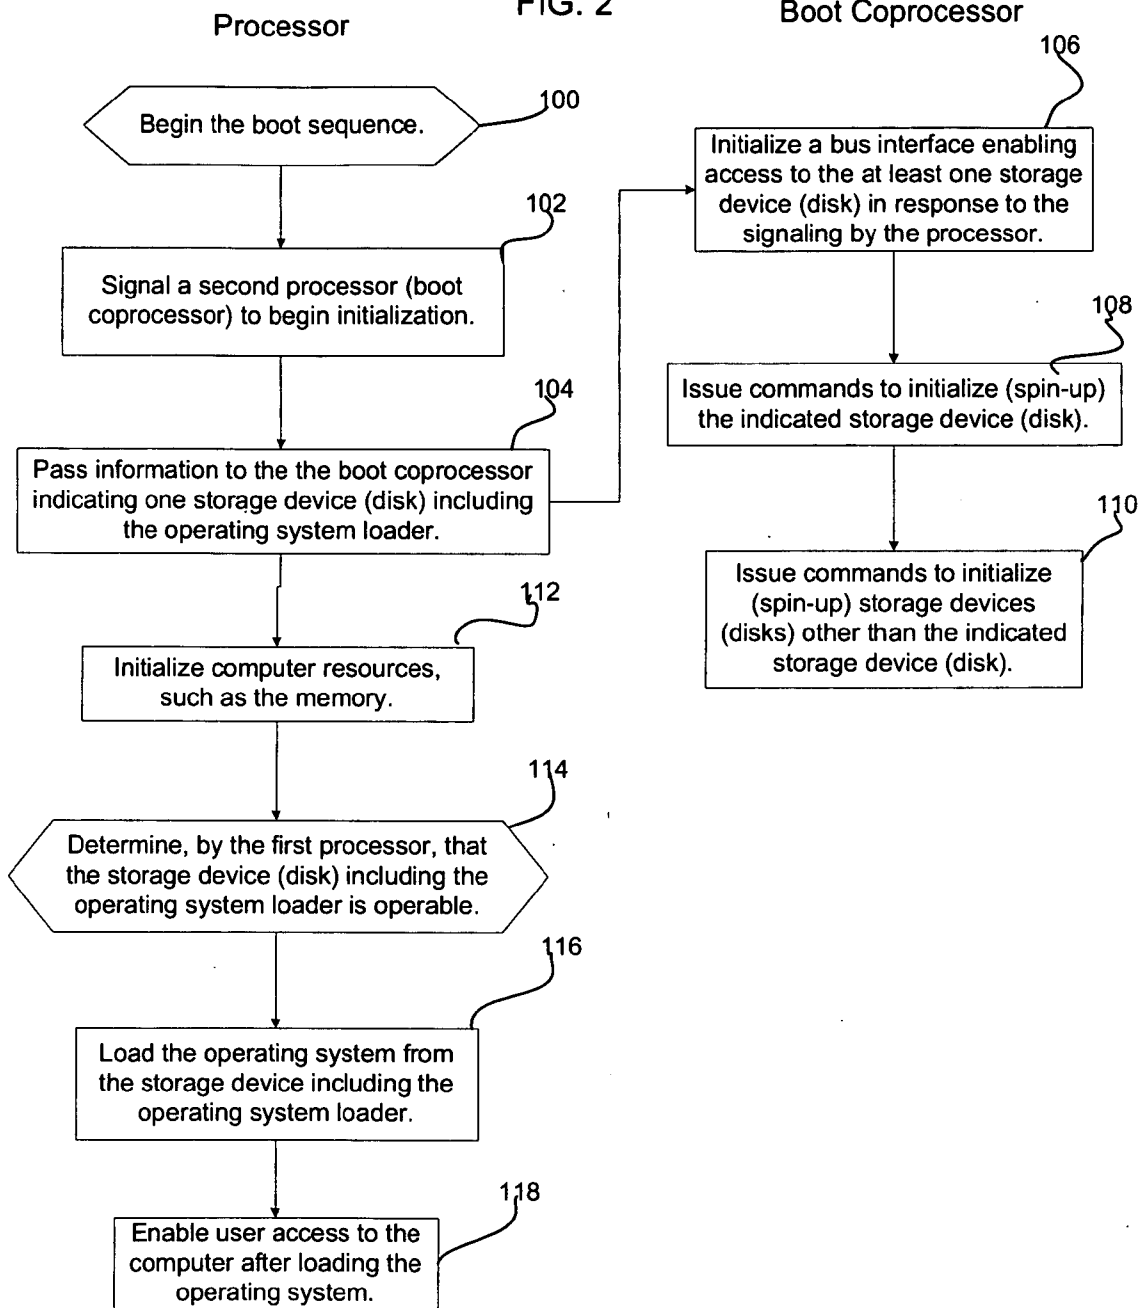 FIG. 2
Processor
Boot Coprocessor
100
Begin the boot sequence.
102
Signal a second processor (boot
coprocessor) to begin initialization.
104
Pass information to the the boot coprocessor
indicating one storage device (disk) including
the operating system loader.
112
Initialize computer resources,
such as the memory.
114
Determine, by the first processor, that
the storage device (disk) including the
operating system loader is operable.
116
Load the operating system from
the storage device including the
operating system loader.
118
Enable user access to the
computer after loading the
operating system.
106
Initialize a bus interface enabling
access to the at least one storage
device (disk) in response to the
signaling by the processor.
108
Issue commands to initialize (spin-up)
the indicated storage device (disk).
110
Issue commands to initialize
(spin-up) storage devices
(disks) other than the indicated
storage device (disk).